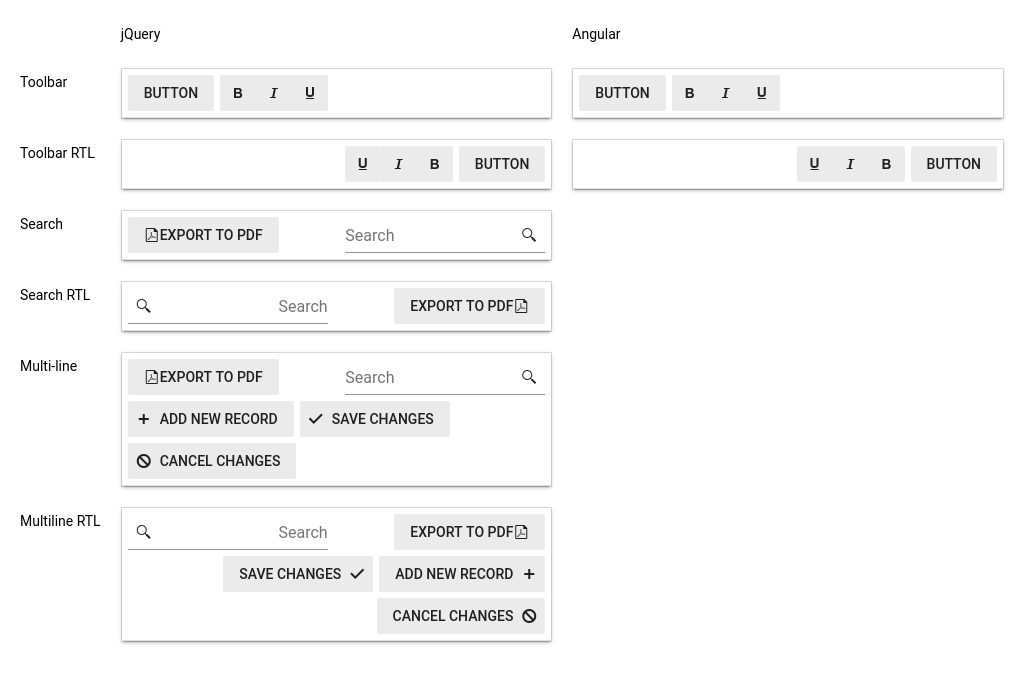 jQuery Angular
Toolbar BUTTON B I U BUTTON B I U
Toolbar RTL U I B BUTTON U I B BUTTON
Search EXPORT TO PDF Search
Search RTL Search EXPORT TO PDF
Multi-line EXPORT TO PDF Search
ADD NEW RECORD SAVE CHANGES
CANCEL CHANGES
Multiline RTL Search EXPORT TO PDF
SAVE CHANGES ADD NEW RECORD
CANCEL CHANGES